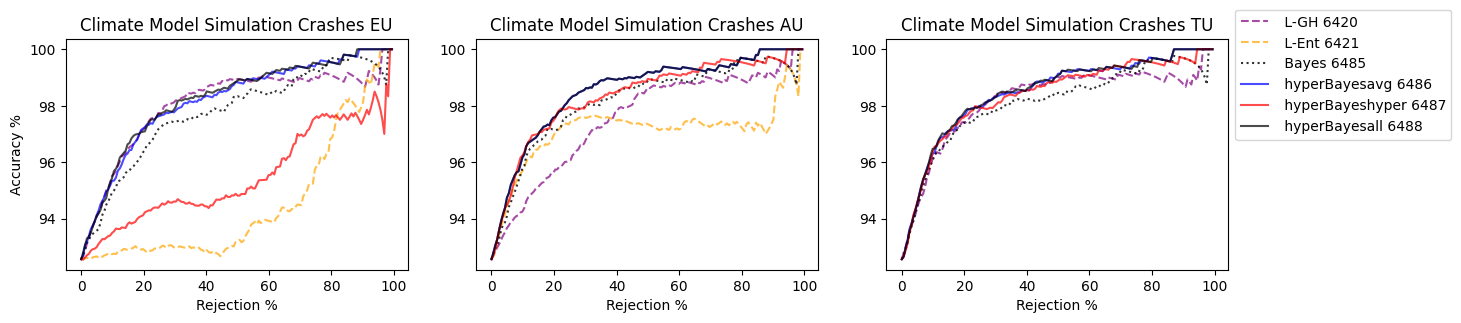 Climate Model Simulation Crashes EU
Accuracy %
100
98
96
94
0 20 40 60 80 100
Rejection %
Climate Model Simulation Crashes AU
100
98
96
94
0 20 40 60 80 100
Rejection %
Climate Model Simulation Crashes TU
100
98
96
94
0 20 40 60 80 100
Rejection %
L-GH 6420
L-Ent 6421
Bayes 6485
hyperBayesavg 6486
hyperBayeshyper 6487
hyperBayesall 6488